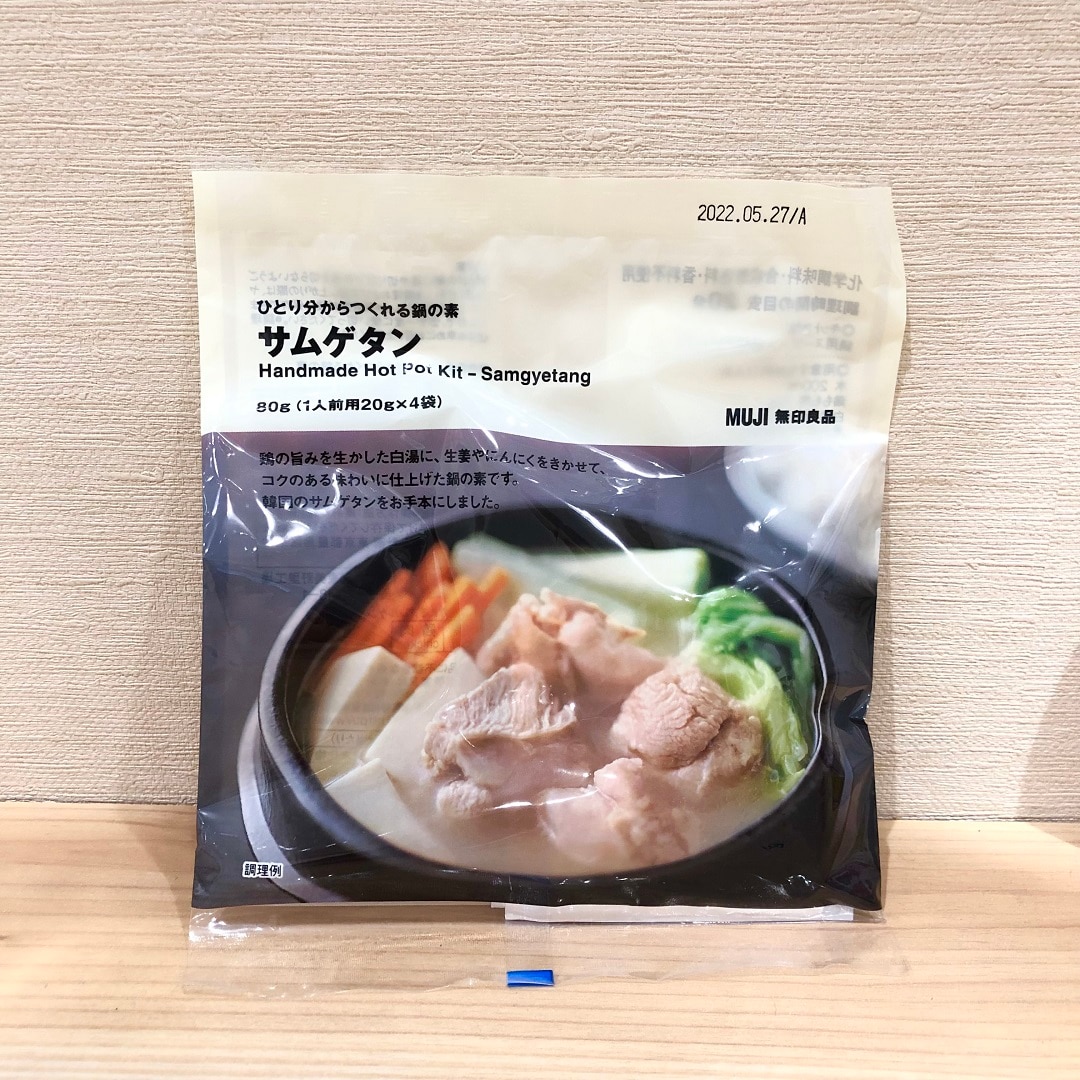 2022.05.27/A
ひとり分からつくれる鍋の素
サムゲタン
Handmade Hot Pot Kit – Samgyetang
80g（1人前用20g×4袋）
MUJI 無印良品
鶏の旨みを生かした白湯に、生姜やにんにくをきかせて、
コクのある味わいに仕上げた鍋の素です。
韓国のサムゲタンをお手本にしました。
調理例